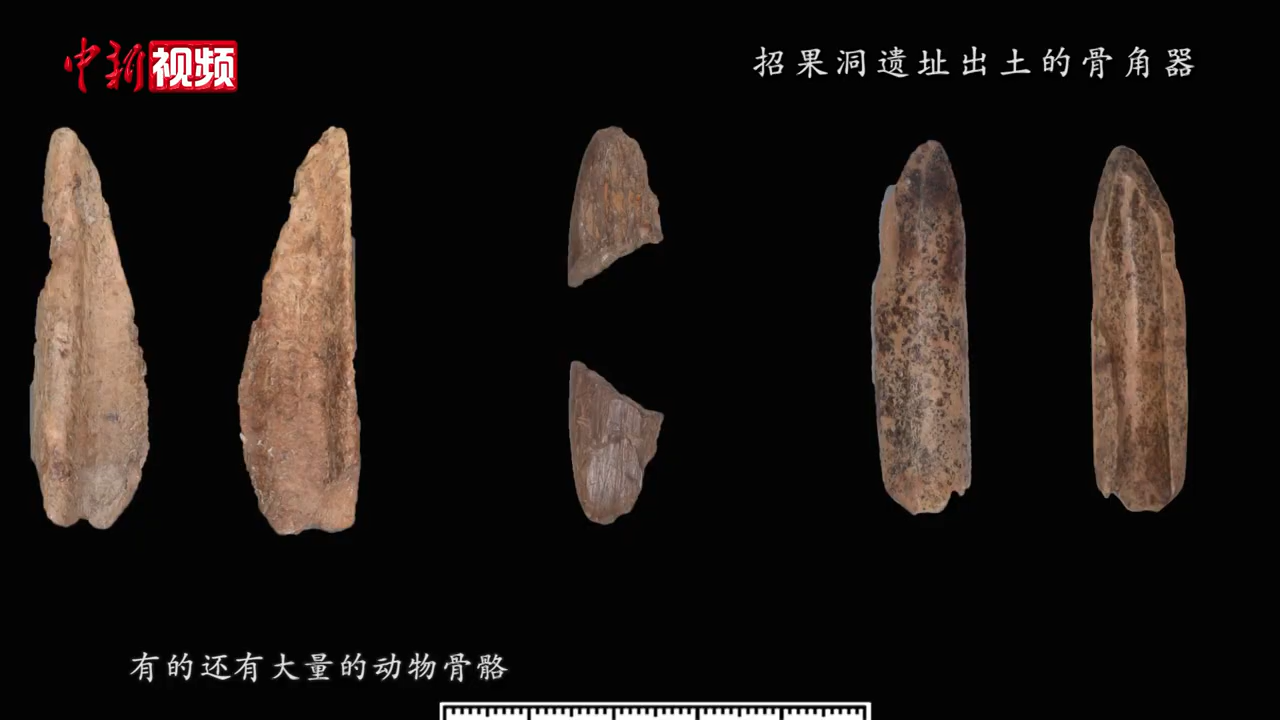 中新视频
招果洞遗址出土的骨角器
有的还有大量的动物骨骼